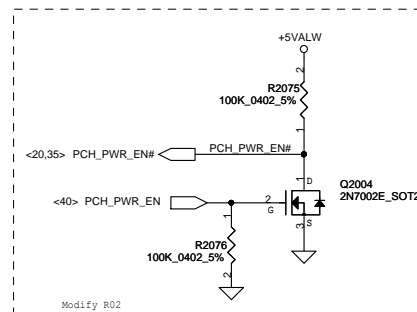 +5VALW
2
R2075
100K_0402_5%
1
<20,35> PCH_PWR_EN#
PCH_PWR_EN#
1
D
Q2004
2N7002E_SOT2
<40> PCH_PWR_EN
2
G
3
S
1
R2076
100K_0402_5%
2
Modify R02